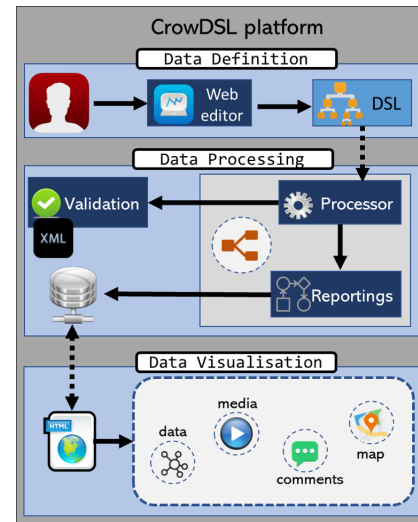 CrowDSL platform
Data Definition
Web
editor
DSL
Data Processing
Validation
XML
Processor
Reportings
Data Visualisation
HTML
data
media
comments
map